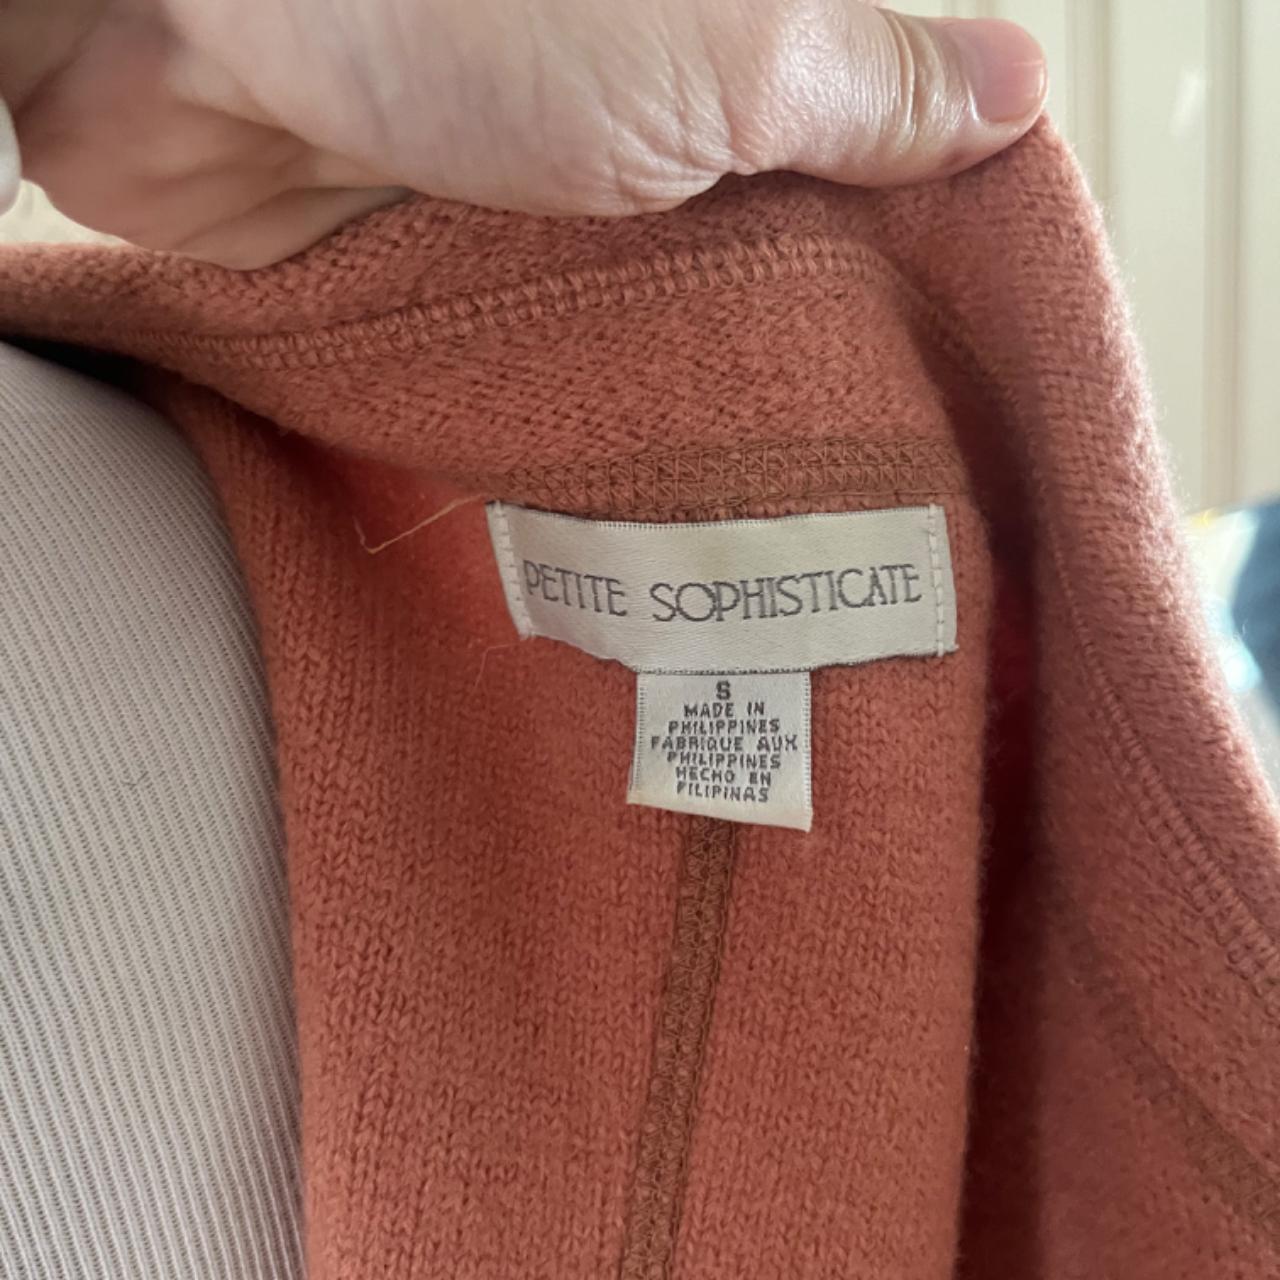 PETITE SOPHISTICATE
S
MADE IN
PHILIPPINES
FABRIQUE AUX
PHILIPPINES
HECHO EN
FILIPINAS